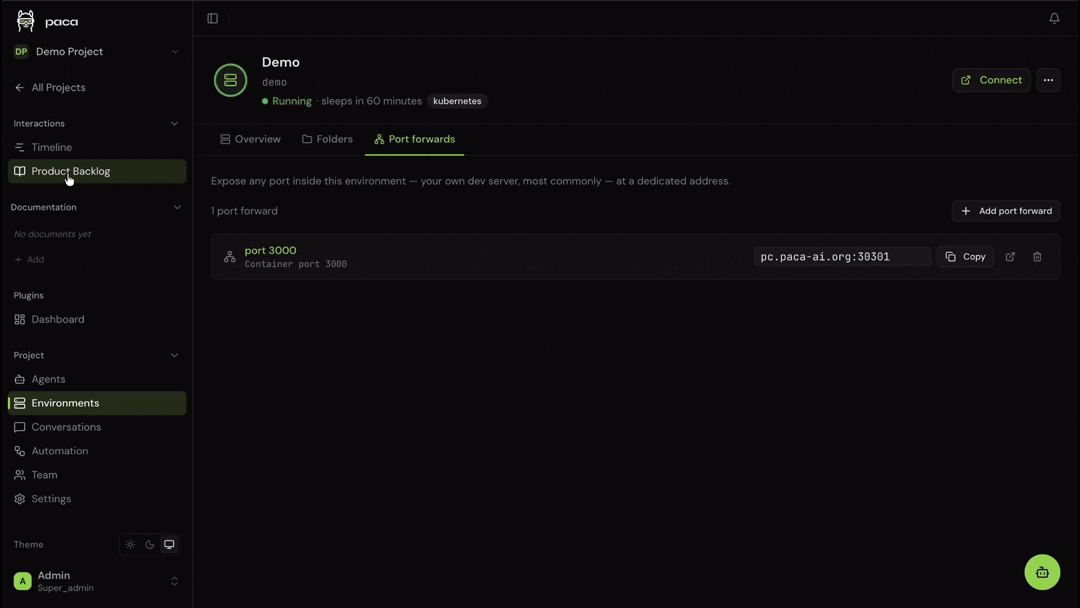 paca
DP Demo Project
All Projects
Interactions
Timeline
Product Backlog
Documentation
No documents yet
+ Add
Plugins
Dashboard
Project
Agents
Environments
Conversations
Automation
Team
Settings
Theme
A Admin
Super_admin
Demo
demo
Running · sleeps in 60 minutes kubernetes
Connect
Overview Folders Port forwards
Expose any port inside this environment — your own dev server, most commonly — at a dedicated address.
1 port forward
+ Add port forward
port 3000
Container port 3000
pc.paca-ai.org:30301
Copy